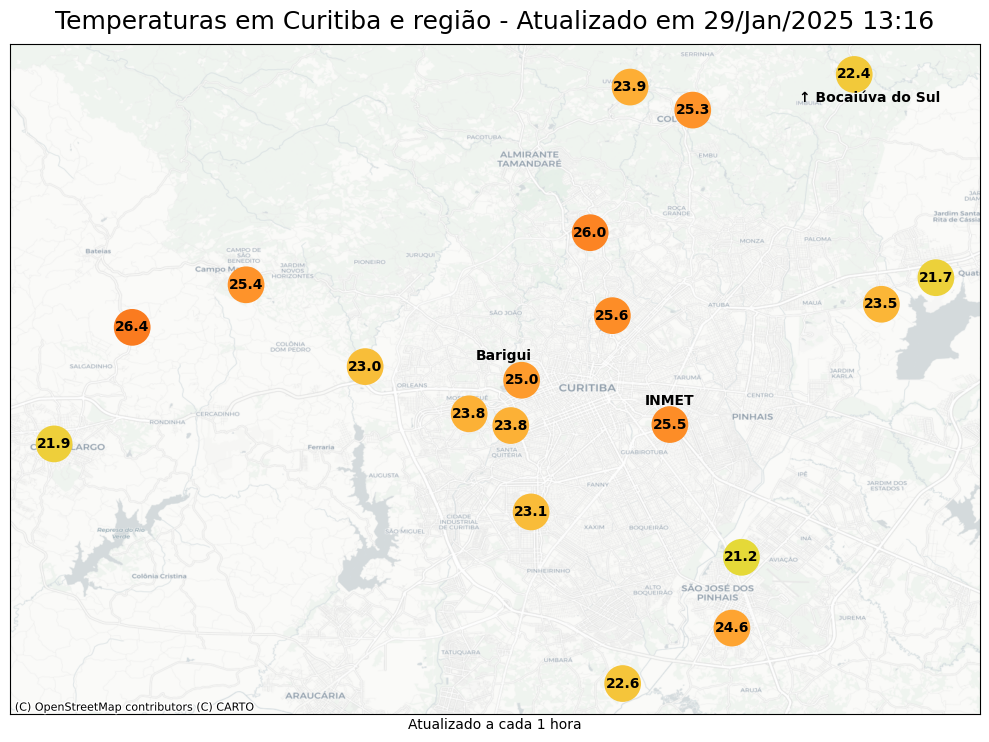 Temperaturas em Curitiba e região - Atualizado em 29/Jan/2025 13:16
SERRINHA
22.4
23.9
↑ Bocaiúva do Sul
25.3
PACOTUBA
ALMIRANTE
TAMANDARÉ
EMBU
ROÇA
GRANDE
Jardim Santa
Rita de Cássia
26.0
MONZA
PALOMA
Bateias
CAMPO DE
SÃO
BENEDITO
JURUQUI
PIONEIRO
JARDIM
NOVOS
HORIZONTES
Campo M
25.4
21.7
23.5
MAUÁ
ATUBA
SÃO JOÃO
25.6
26.4
COLÔNIA
DOM PEDRO
Barigui
SALGADINHO
23.0
25.0
ORLEANS
CURITIBA
TARUMÃ
JARDIM
KARLA
CENTRO
INMET
23.8
23.8
25.5
PINHAIS
CERCADINHO
RONDINHA
21.9
LARGO
Ferraria
SANTA
QUITÉRIA
GUABIROTUBA
AUGUSTA
IPÊ
FANNY
JARDIM DOS
ESTADOS 1
23.1
CIDADE
INDUSTRIAL
DE CURITIBA
SÃO MIGUEL
XAXIM
BOQUEIRÃO
Represa do Rio
Verde
INÁ
21.2
AVIAÇÃO
Colônia Cristina
PINHEIRINHO
ALTO
BOQUEIRÃO
SÃO JOSÉ DOS
PINHAIS
24.6
JUREMA
TATUQUARA
UMBARÁ
22.6
ARUJÁ
ARAUCÁRIA
(C) OpenStreetMap contributors (C) CARTO
Atualizado a cada 1 hora